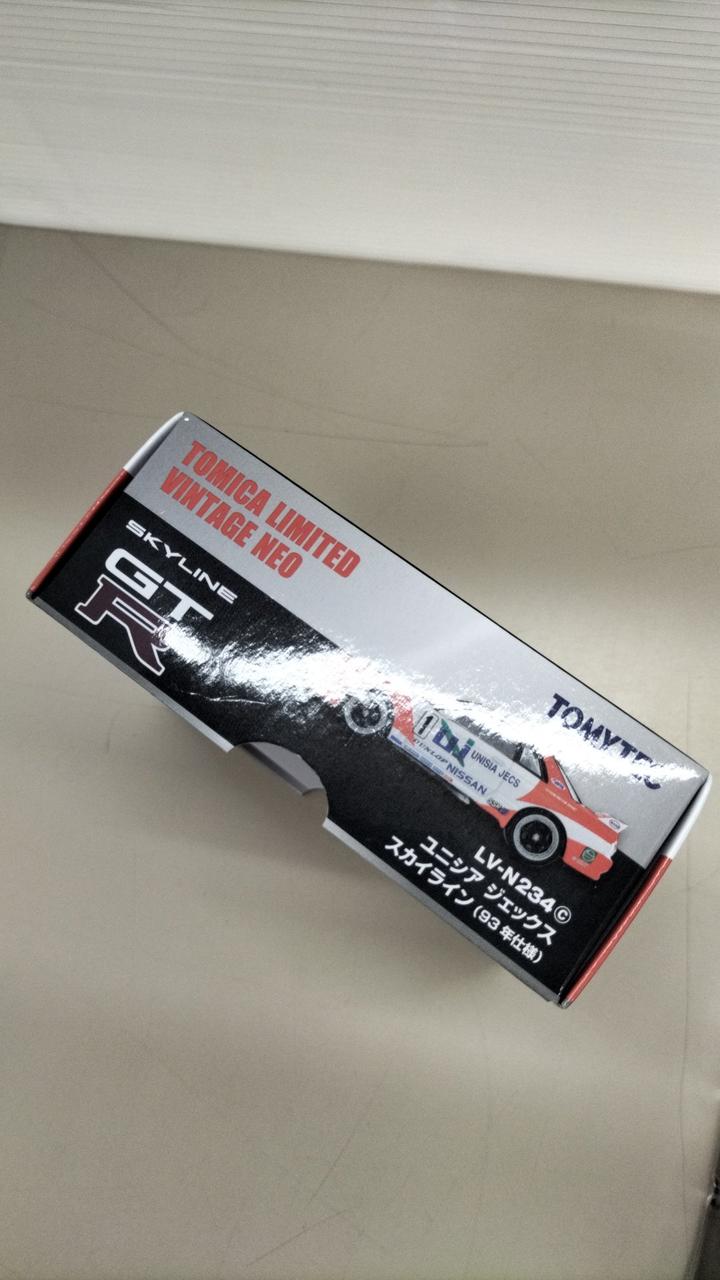 TOMICA LIMITED
VINTAGE NEO
SKYLINE
GT
R
TOMYTEC
1
UNISIA JECS
DUNLOP
NISSAN
LV-N234 ©
ユニシア ジェックス
スカイライン (93年仕様)